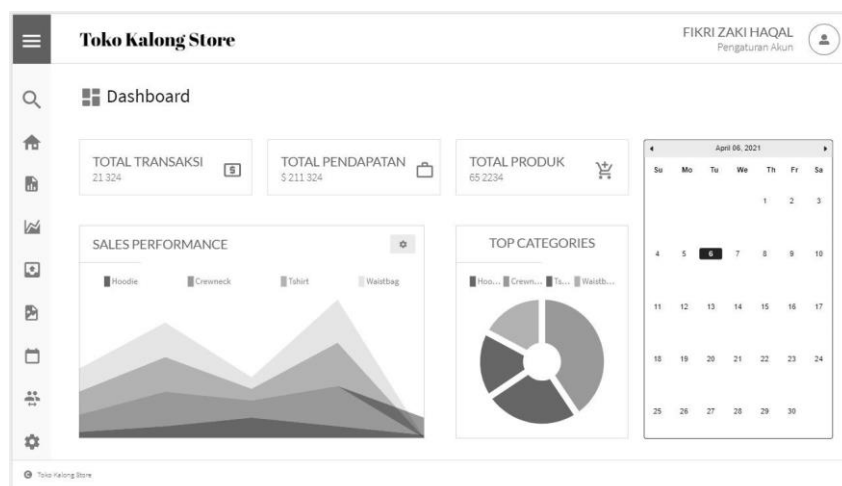 Toko Kalong Store
FIKRI ZAKI HAQAL
Pengaturan Akun
Dashboard
TOTAL TRANSAKSI
21 324
TOTAL PENDAPATAN
$ 211 324
TOTAL PRODUK
65 2234
April 06, 2021
Su Mo Tu We Th Fr Sa
1 2 3
4 5 6 7 8 9 10
11 12 13 14 15 16 17
18 19 20 21 22 23 24
25 26 27 28 29 30
SALES PERFORMANCE
Hoodie Crewneck Tshirt Waistbag
TOP CATEGORIES
Hoo... Crewn... Ts... Waistb...
Toko Kalong Store